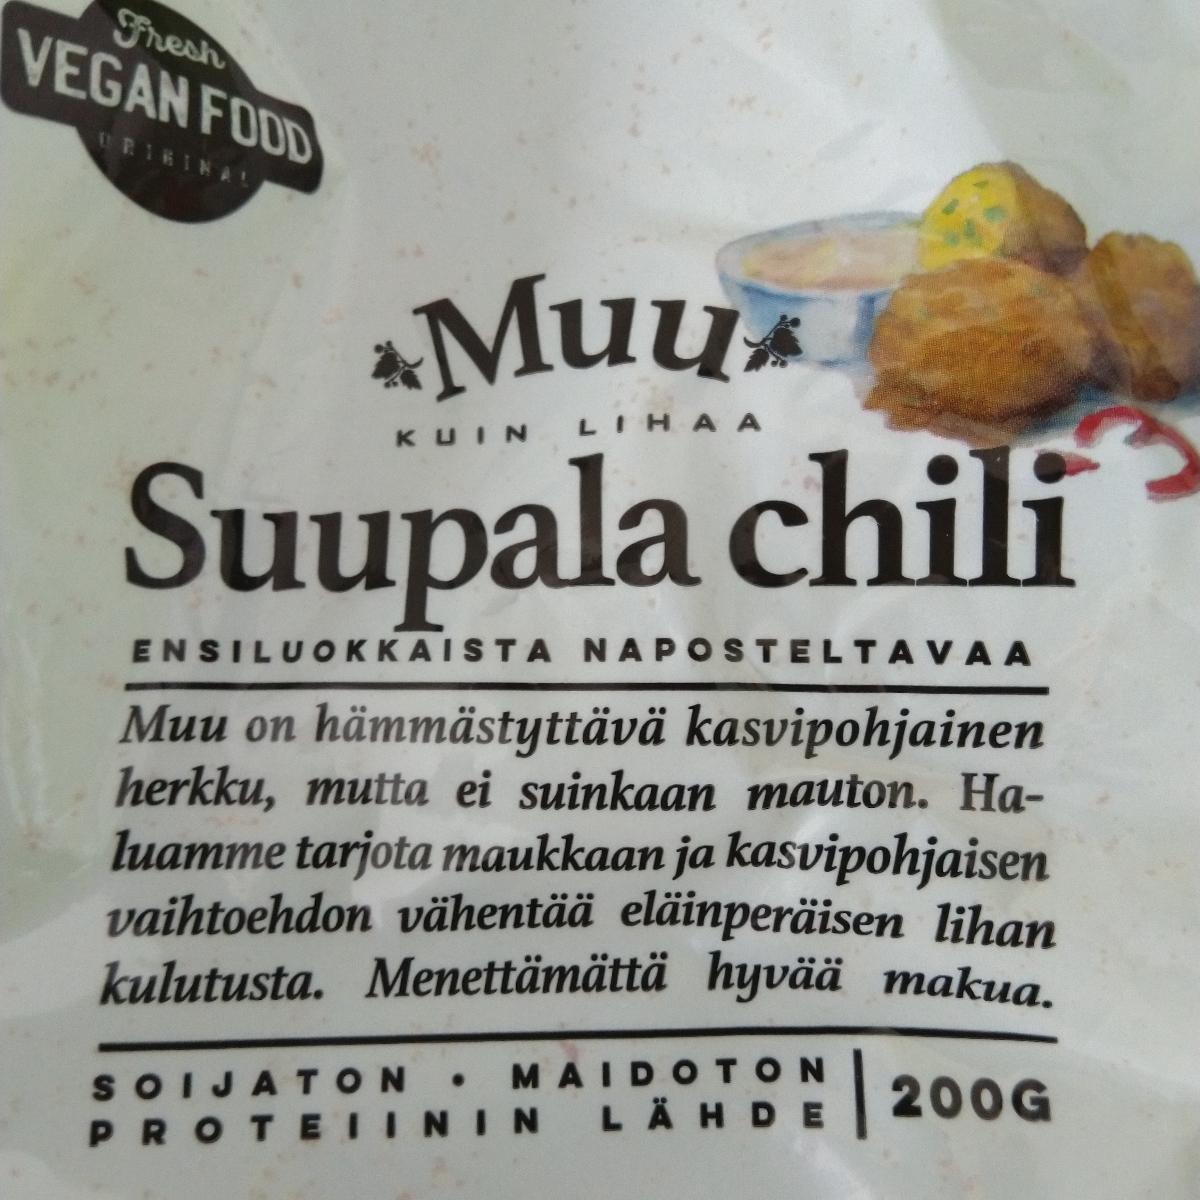 Fresh
VEGAN FOOD
ORIGINAL
Muu
KUIN LIHAA
Suupala chili
ENSILUOKKAISTA NAPOSTELTAVAA
Muu on hämmästyttävä kasvipohjainen
herkku, mutta ei suinkaan mauton. Ha-
luamme tarjota maukkaan ja kasvipohjaisen
vaihtoehdon vähentää eläinperäisen lihan
kulutusta. Menettämättä hyvää makua.
SOIJATON • MAIDOTON
PROTEIININ LÄHDE
200G